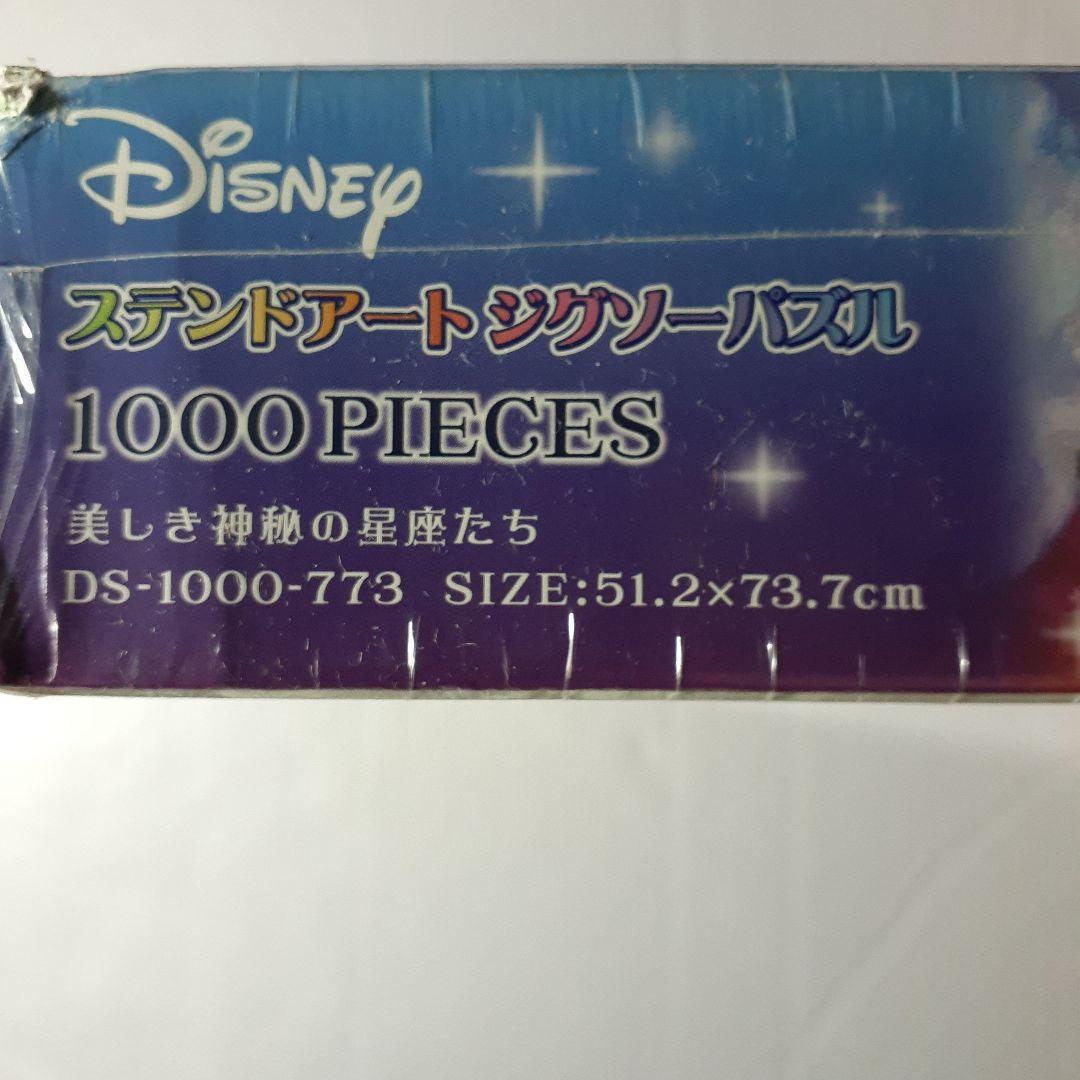 Disney
ステンドアート ジグソーパズル
1000 PIECES
美しき神秘の星座たち
DS-1000-773 SIZE:51.2×73.7cm